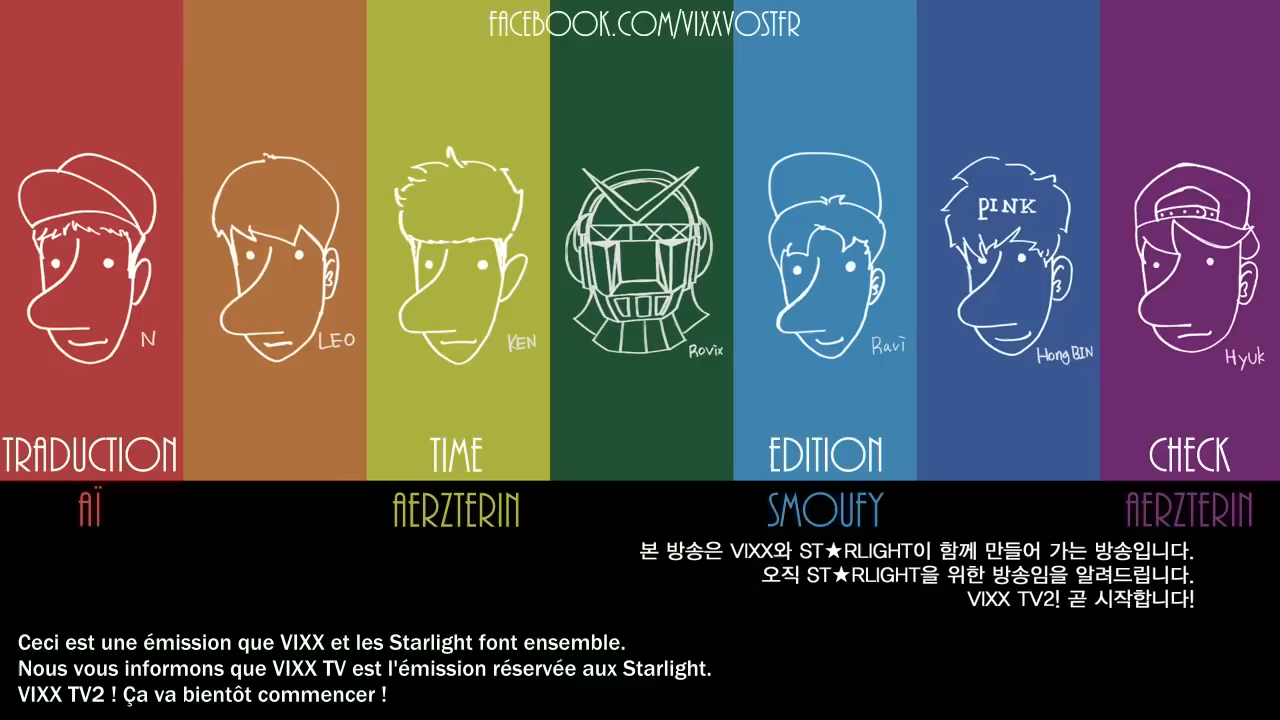 FACEBOOK.COM/VIXXVOSTFR
PINK
N
LEO
KEN
Rovix
Ravi
HongBIN
Hyuk
TRADUCTION
TIME
EDITION
CHECK
AÏ
AERZTERIN
SMOUFY
AERZTERIN
본 방송은 VIXX와 ST★RLIGHT이 함께 만들어 가는 방송입니다.
오직 ST★RLIGHT을 위한 방송임을 알려드립니다.
VIXX TV2! 곧 시작합니다!
Ceci est une émission que VIXX et les Starlight font ensemble.
Nous vous informons que VIXX TV est l'émission réservée aux Starlight.
VIXX TV2 ! Ça va bientôt commencer !